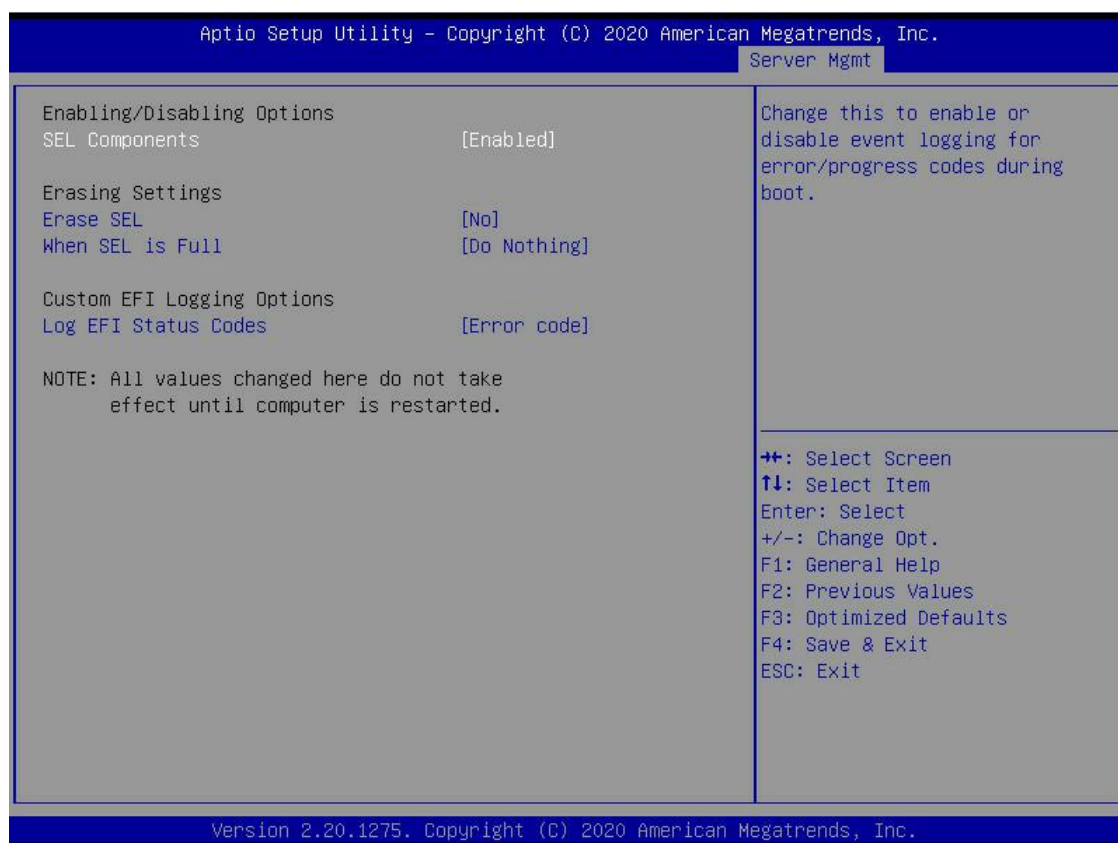 Aptio Setup Utility – Copyright (C) 2020 American Megatrends, Inc.
Server Mgmt
Enabling/Disabling Options
SEL Components [Enabled]
Erasing Settings
Erase SEL [No]
When SEL is Full [Do Nothing]
Custom EFI Logging Options
Log EFI Status Codes [Error code]
NOTE: All values changed here do not take
effect until computer is restarted.
Change this to enable or
disable event logging for
error/progress codes during
boot.
→←: Select Screen
↑↓: Select Item
Enter: Select
+/-: Change Opt.
F1: General Help
F2: Previous Values
F3: Optimized Defaults
F4: Save & Exit
ESC: Exit
Version 2.20.1275. Copyright (C) 2020 American Megatrends, Inc.